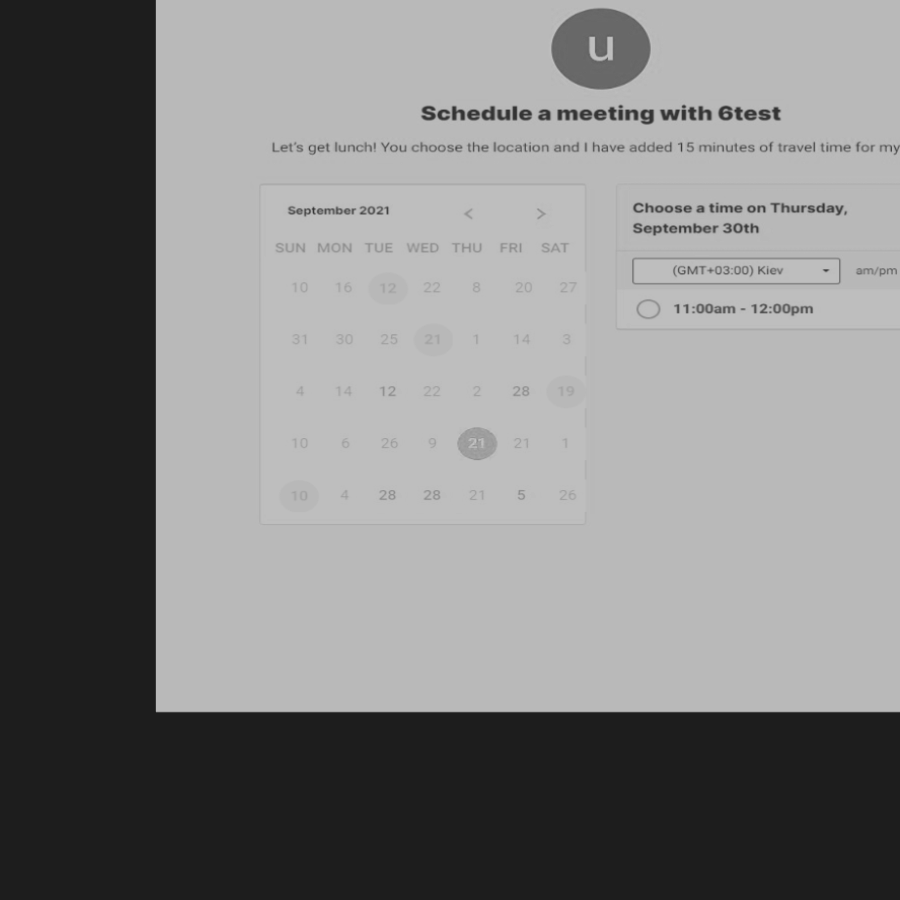 u
Schedule a meeting with 6test
Let's get lunch! You choose the location and I have added 15 minutes of travel time for my
September 2021 < >
SUN MON TUE WED THU FRI SAT
10 16 12 22 8 20 27
31 30 25 21 1 14 3
4 14 12 22 2 28 19
10 6 26 9 21 21 1
10 4 28 28 21 5 26
Choose a time on Thursday,
September 30th
(GMT+03:00) Kiev am/pm
11:00am - 12:00pm